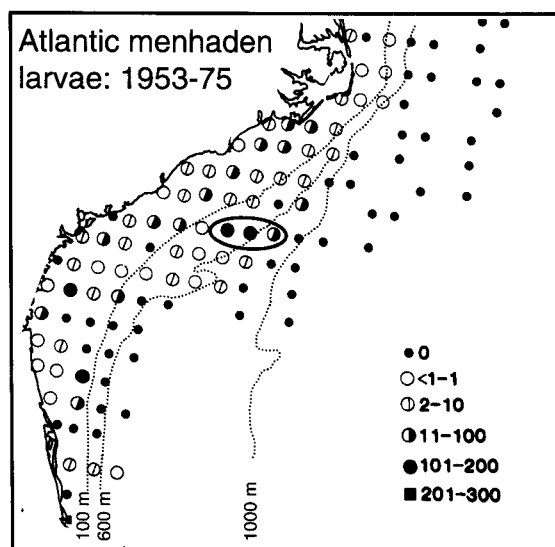 Atlantic menhaden
larvae: 1953-75
0
<1-1
2-10
11-100
101-200
201-300
100 m
600 m
1000 m